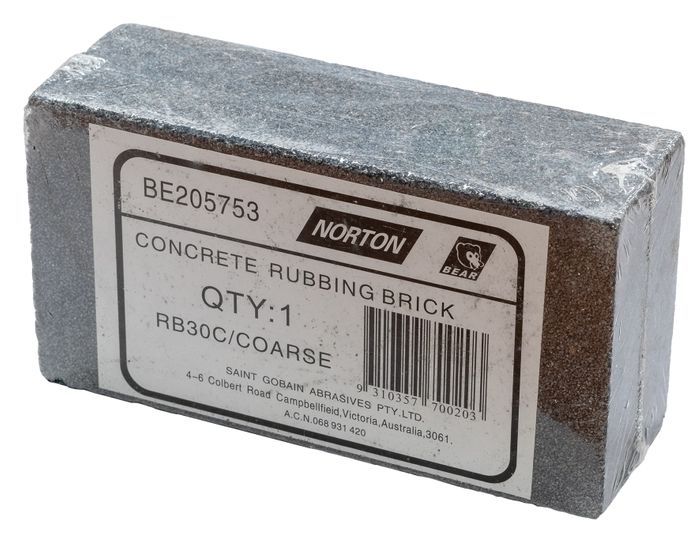 BE205753
NORTON
BEAR
CONCRETE RUBBING BRICK
QTY:1
RB30C/COARSE
9 310357 700203
SAINT GOBAIN ABRASIVES PTY.LTD.
4-6 Colbert Road Campbellfield,Victoria,Australia,3061.
A.C.N.068 931 420